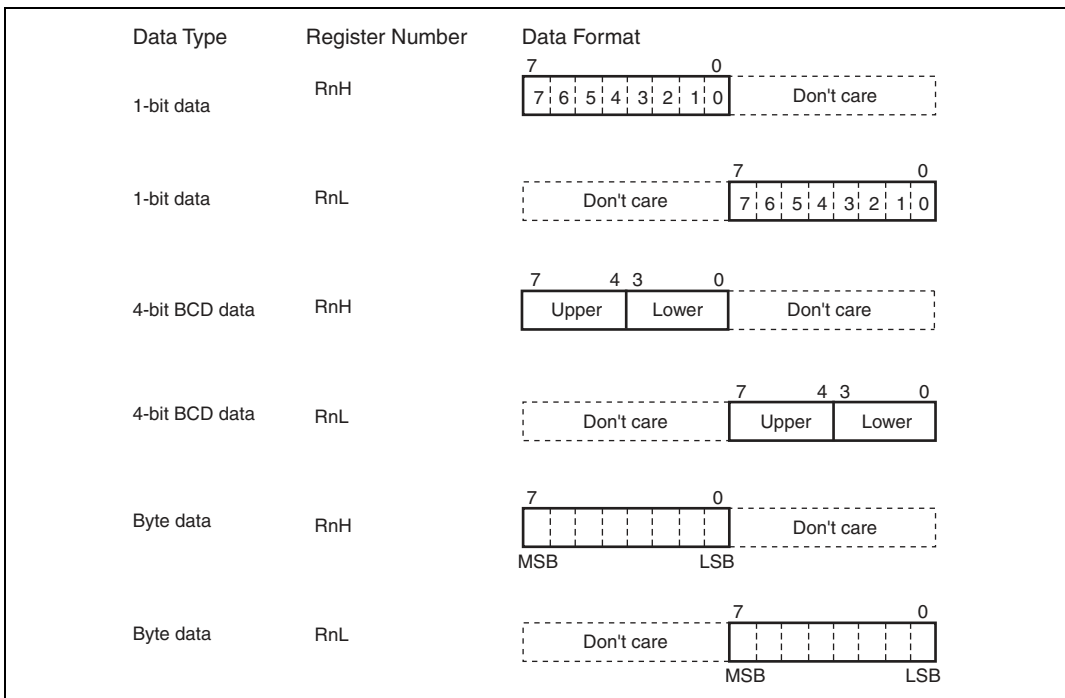 Data Type Register Number Data Format
7 0
1-bit data RnH 7 6 5 4 3 2 1 0 Don't care
7 0
1-bit data RnL Don't care 7 6 5 4 3 2 1 0
7 4 3 0
4-bit BCD data RnH Upper Lower Don't care
7 4 3 0
4-bit BCD data RnL Don't care Upper Lower
7 0
Byte data RnH Don't care
MSB LSB
7 0
Byte data RnL Don't care
MSB LSB